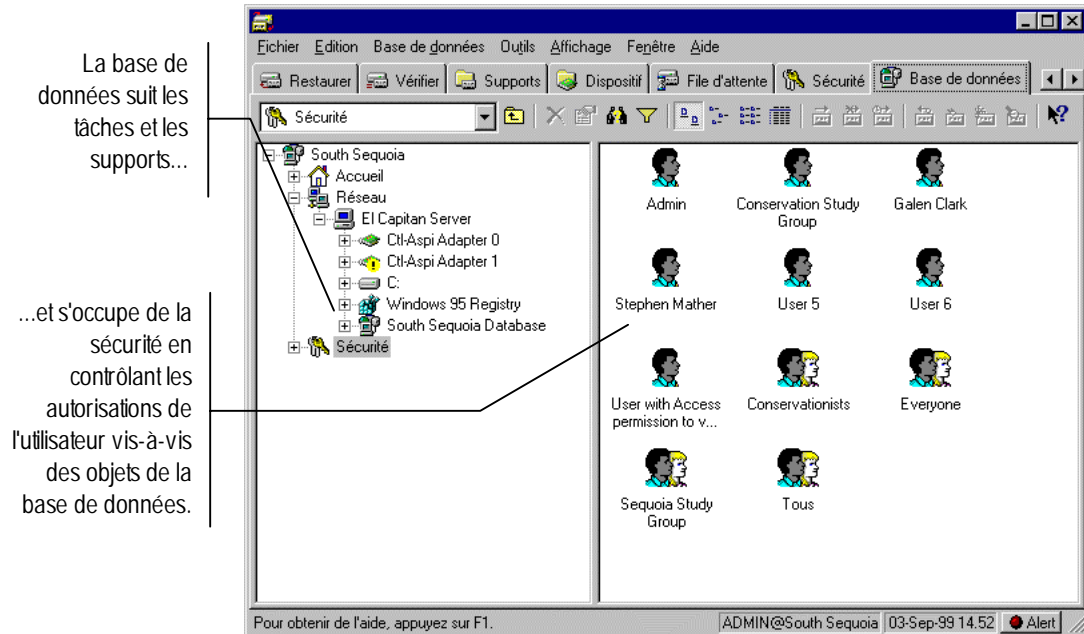 La base de
données suit les
tâches et les
supports...
...et s'occupe de la
sécurité en
contrôlant les
autorisations de
l'utilisateur vis-à-vis
des objets de la
base de données.
Fichier Edition Base de données Outils Affichage Fenêtre Aide
Restaurer Vérifier Supports Dispositif File d'attente Sécurité Base de données
Sécurité
South Sequoia
Accueil
Réseau
El Capitan Server
Ctl-Aspi Adapter 0
Ctl-Aspi Adapter 1
C:
Windows 95 Registry
South Sequoia Database
Sécurité
Admin
Conservation Study
Group
Galen Clark
Stephen Mather
User 5
User 6
User with Access
permission to v...
Conservationists
Everyone
Sequoia Study
Group
Tous
Pour obtenir de l'aide, appuyez sur F1.
ADMIN@South Sequoia 03-Sep-99 14.52 Alert